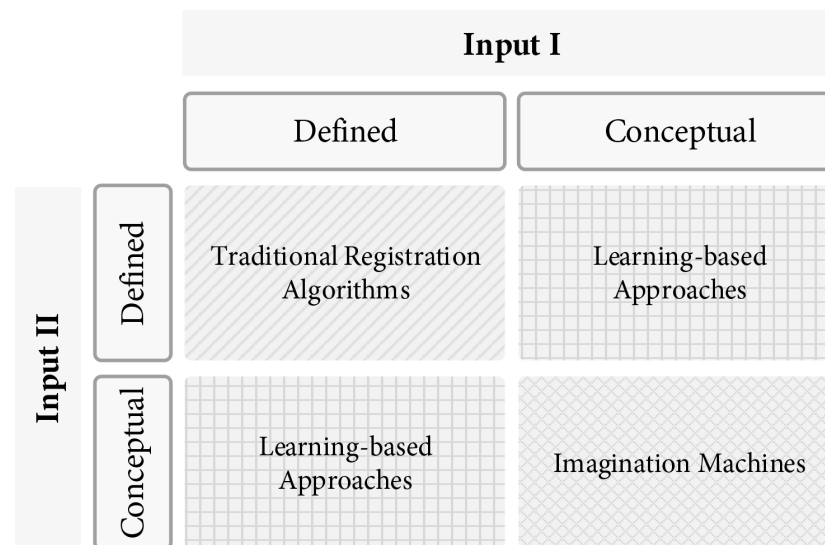 Input I
Defined
Conceptual
Input II
Defined
Traditional Registration
Algorithms
Learning-based
Approaches
Conceptual
Learning-based
Approaches
Imagination Machines